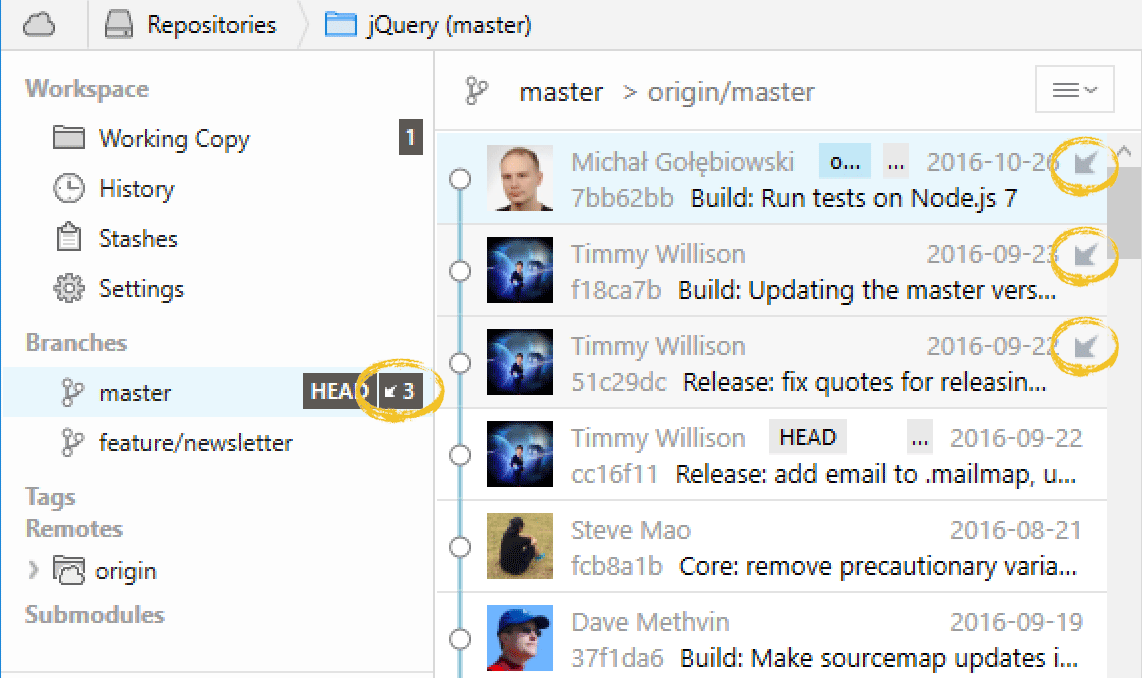 Repositories jQuery (master)
Workspace
Working Copy 1
History
Stashes
Settings
Branches
master HEAD 3
feature/newsletter
Tags
Remotes
origin
Submodules
master > origin/master
Michał Gołębiowski o... ... 2016-10-26
7bb62bb Build: Run tests on Node.js 7
Timmy Willison 2016-09-23
f18ca7b Build: Updating the master vers...
Timmy Willison 2016-09-22
51c29dc Release: fix quotes for releasin...
Timmy Willison HEAD ... 2016-09-22
cc16f11 Release: add email to .mailmap, u...
Steve Mao 2016-08-21
fcb8a1b Core: remove precautionary varia...
Dave Methvin 2016-09-19
37f1da6 Build: Make sourcemap updates i...